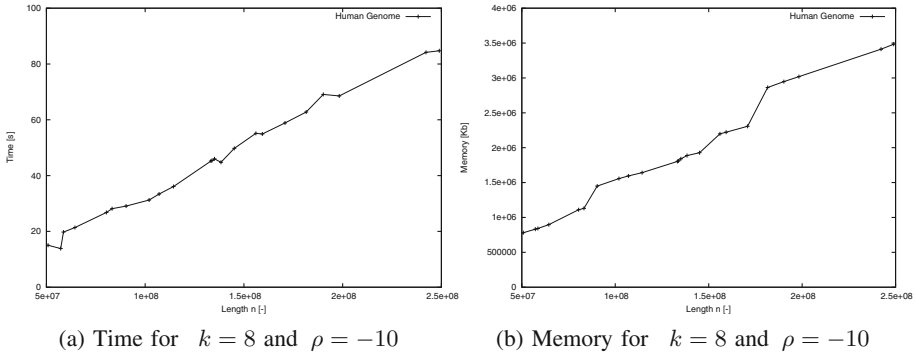 100
80
60
40
20
0
Time [s]
Human Genome
5e+07 1e+08 1.5e+08 2e+08 2.5e+08
Length n [-]
(a) Time for k = 8 and ρ = −10
4e+06
3.5e+06
3e+06
2.5e+06
2e+06
1.5e+06
1e+06
500000
0
Memory [Kb]
Human Genome
5e+07 1e+08 1.5e+08 2e+08 2.5e+08
Length n [-]
(b) Memory for k = 8 and ρ = −10